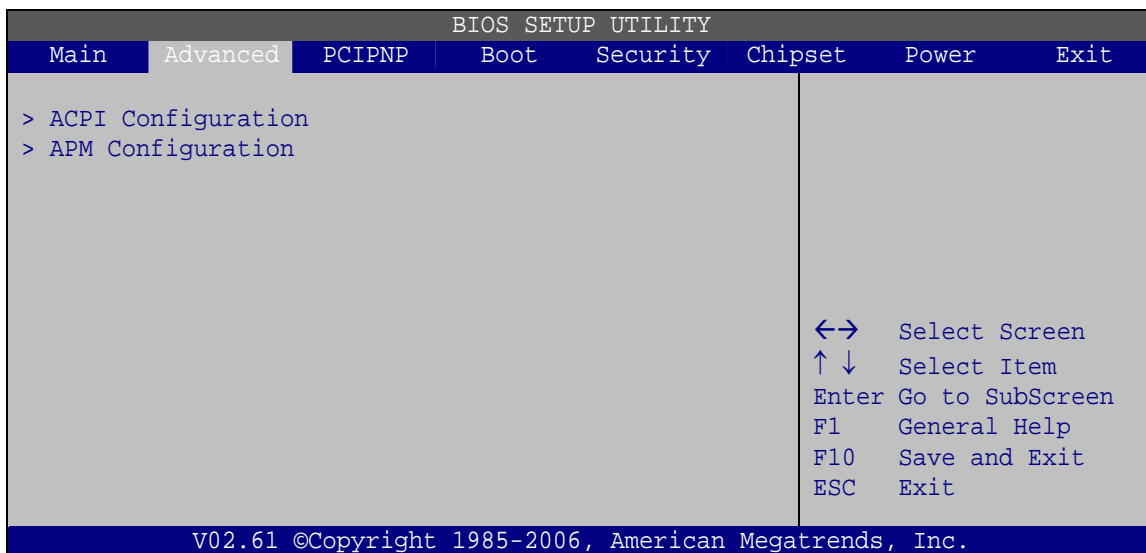 BIOS SETUP UTILITY
Main Advanced PCIPNP Boot Security Chipset Power Exit
> ACPI Configuration
> APM Configuration
←→ Select Screen
↑ ↓ Select Item
Enter Go to SubScreen
F1 General Help
F10 Save and Exit
ESC Exit
V02.61 ©Copyright 1985-2006, American Megatrends, Inc.